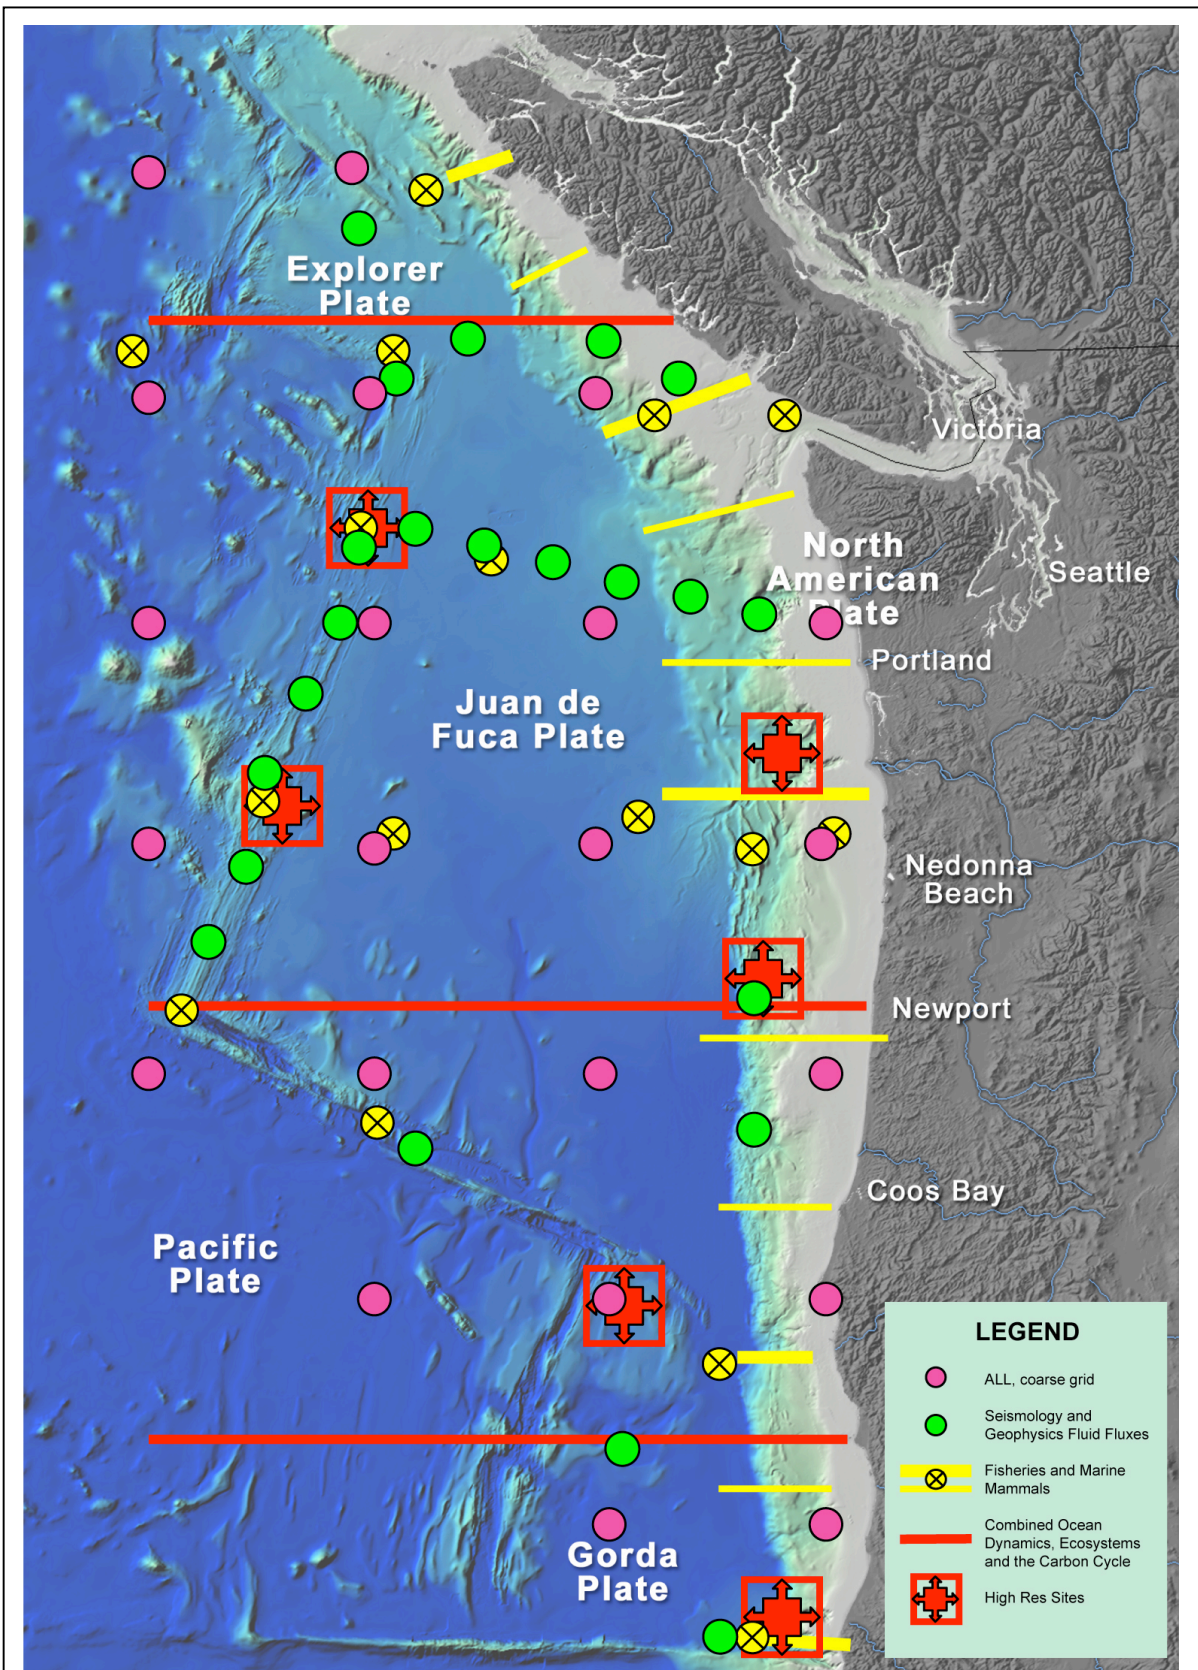 Explorer
Plate
Victoria
North
American
Plate
Seattle
Portland
Juan de
Fuca Plate
Nedonna
Beach
Newport
Coos Bay
Pacific
Plate
Gorda
Plate
LEGEND
ALL, coarse grid
Seismology and
Geophysics Fluid Fluxes
Fisheries and Marine
Mammals
Combined Ocean
Dynamics, Ecosystems
and the Carbon Cycle
High Res Sites